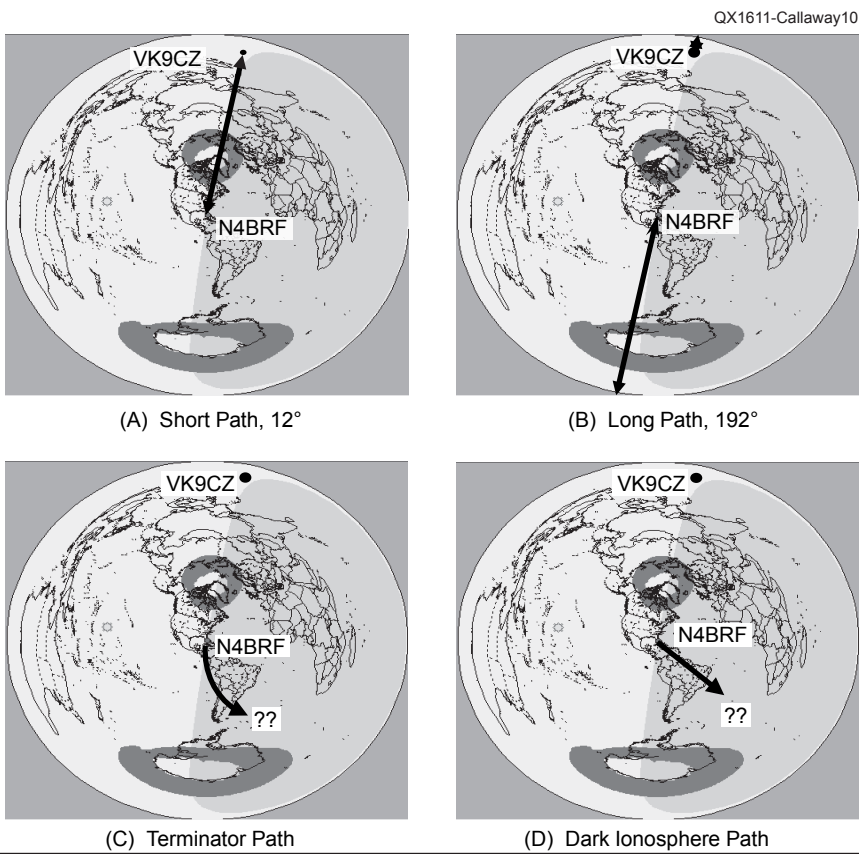 QX1611-Callaway10
VK9CZ
N4BRF
(A) Short Path, 12°
VK9CZ
N4BRF
(B) Long Path, 192°
VK9CZ
N4BRF
??
(C) Terminator Path
VK9CZ
N4BRF
??
(D) Dark Ionosphere Path